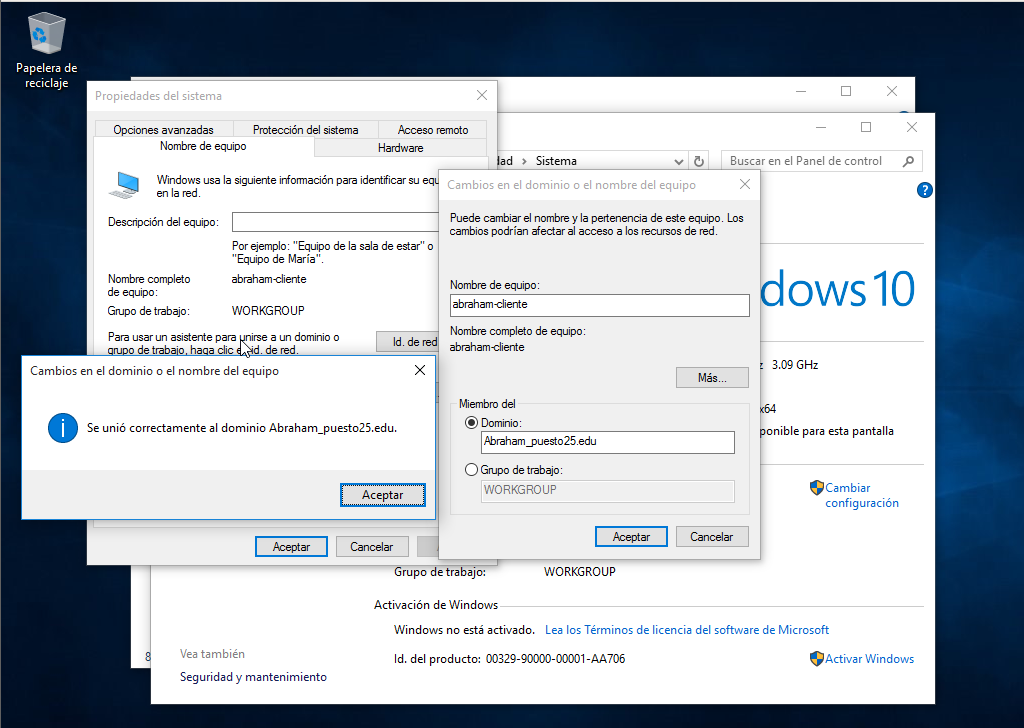 Papelera de
reciclaje
Propiedades del sistema
Opciones avanzadas
Protección del sistema
Acceso remoto
Nombre de equipo
Hardware
Windows usa la siguiente información para identificar su equ
en la red.
Descripción del equipo:
Por ejemplo: "Equipo de la sala de estar" o
"Equipo de María".
Nombre completo
de equipo:
abraham-cliente
Grupo de trabajo:
WORKGROUP
Para usar un asistente para unirse a un dominio o
grupo de trabajo, haga clic en Id. de red.
Id. de red
Aceptar
Cancelar
Cambios en el dominio o el nombre del equipo
Se unió correctamente al dominio Abraham_puesto25.edu.
Aceptar
Cambios en el dominio o el nombre del equipo
Puede cambiar el nombre y la pertenencia de este equipo. Los
cambios podrían afectar al acceso a los recursos de red.
Nombre de equipo:
abraham-cliente
Nombre completo de equipo:
abraham-cliente
Más...
Miembro del
Dominio:
Abraham_puesto25.edu
Grupo de trabajo:
WORKGROUP
Aceptar
Cancelar
dad > Sistema
Buscar en el Panel de control
?
dows 10
z 3.09 GHz
x64
ponible para esta pantalla
Cambiar
configuración
Grupo de trabajo:
WORKGROUP
Activación de Windows
Windows no está activado. Lea los Términos de licencia del software de Microsoft
Id. del producto: 00329-90000-00001-AA706
Activar Windows
Vea también
Seguridad y mantenimiento
8